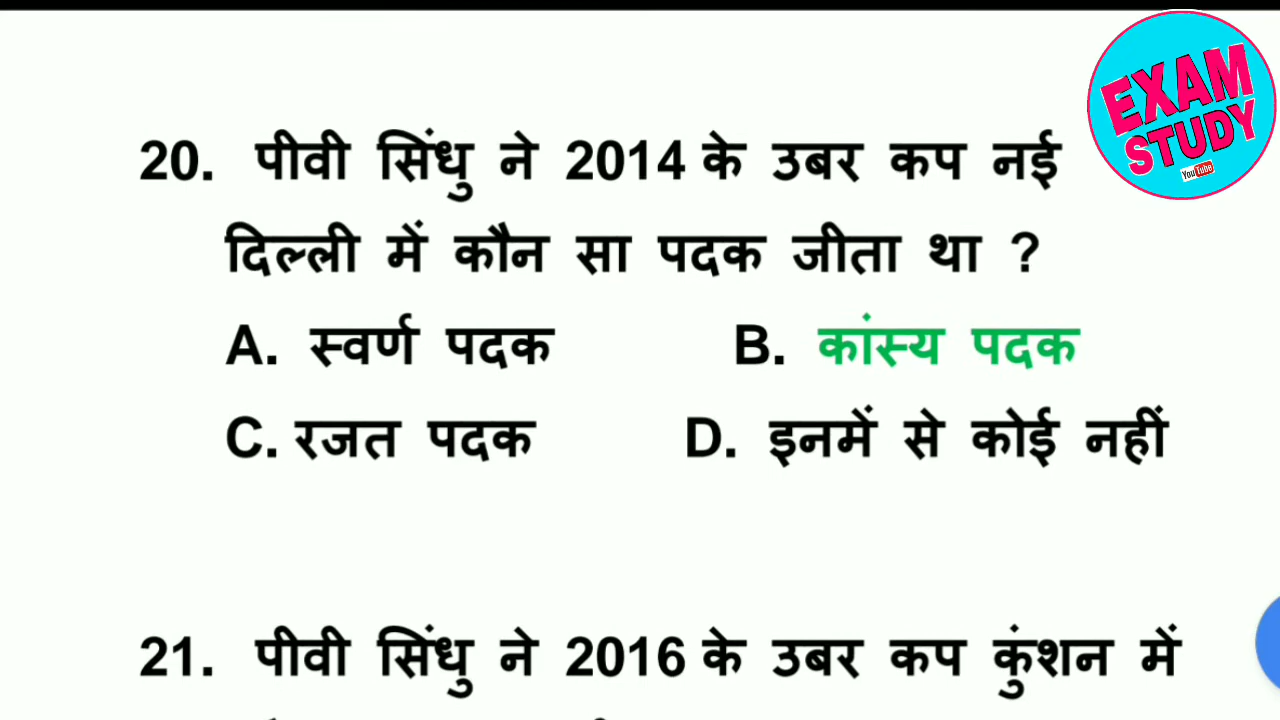 EXAM
STUDY
YouTube
20. पीवी सिंधु ने 2014 के उबर कप नई
दिल्ली में कौन सा पदक जीता था ?
A. स्वर्ण पदक B. कांस्य पदक
C. रजत पदक D. इनमें से कोई नहीं
21. पीवी सिंधु ने 2016 के उबर कप कुंशन में